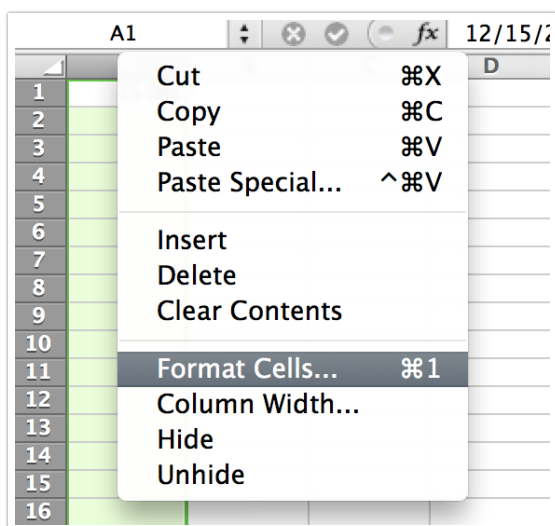 A1 fx 12/15/2
D
1
2
3
4
5
6
7
8
9
10
11
12
13
14
15
16
Cut ⌘X
Copy ⌘C
Paste ⌘V
Paste Special... ^⌘V
Insert
Delete
Clear Contents
Format Cells... ⌘1
Column Width...
Hide
Unhide